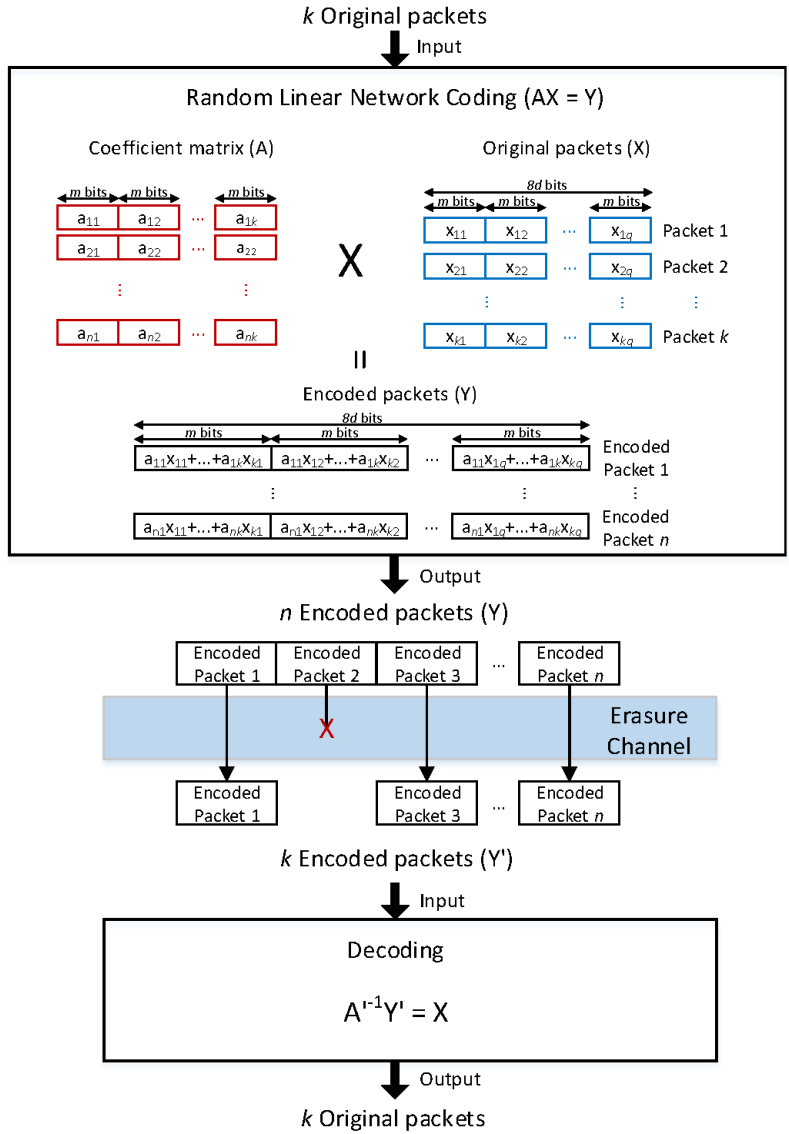 k Original packets
Input
Random Linear Network Coding (AX = Y)
Coefficient matrix (A) Original packets (X)
8d bits
m bits m bits m bits m bits m bits m bits
a11 a12 ... a1k x11 x12 ... x1q Packet 1
a21 a22 ... a22 X x21 x22 ... x2q Packet 2
⋮ ⋮ ⋮ ⋮ ⋮
an1 an2 ... ank xk1 xk2 ... xkq Packet k
=
Encoded packets (Y)
8d bits
m bits m bits m bits
a11x11+...+a1kxk1 a11x12+...+a1kxk2 ... a11x1q+...+a1kxkq Encoded Packet 1
⋮ ⋮ ⋮
an1x11+...+ankxk1 an1x12+...+ankxk2 ... an1x1q+...+ankxkq Encoded Packet n
Output
n Encoded packets (Y)
Encoded Packet 1 Encoded Packet 2 Encoded Packet 3 ... Encoded Packet n
X
Erasure
Channel
Encoded Packet 1 Encoded Packet 3 ... Encoded Packet n
k Encoded packets (Y')
Input
Decoding
A'-1Y' = X
Output
k Original packets